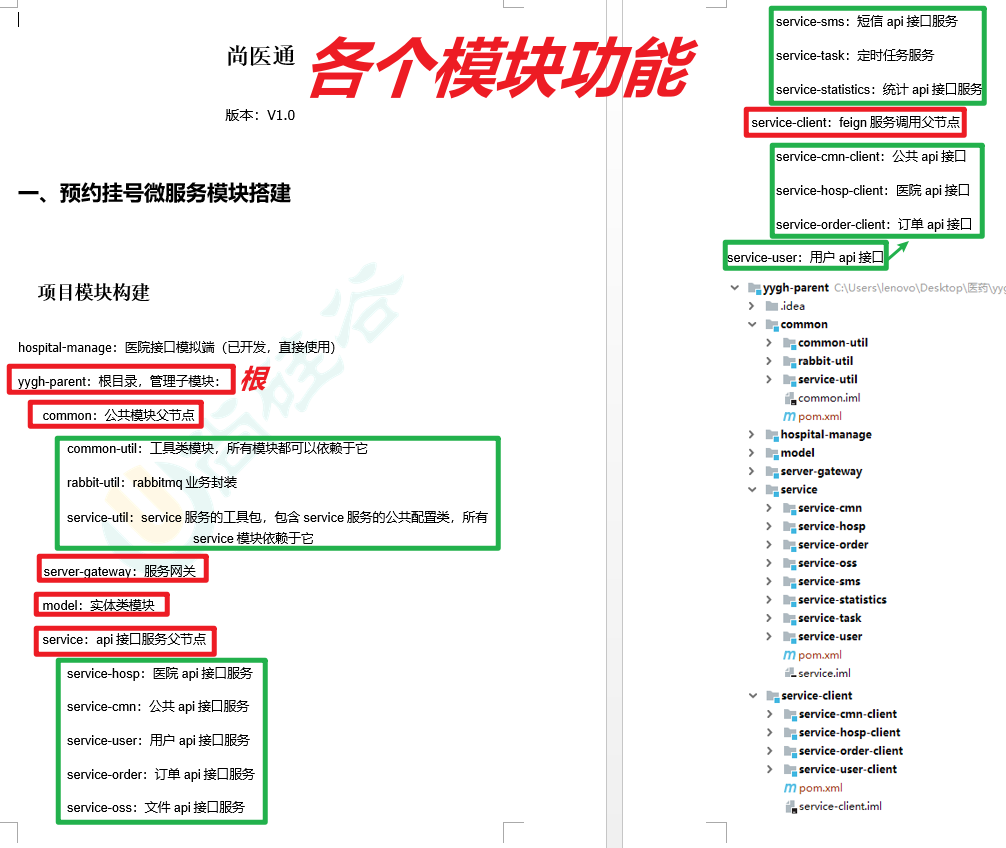 尚医通
各个模块功能
版本：V1.0
一、预约挂号微服务模块搭建
项目模块构建
hospital-manage：医院接口模拟端（已开发，直接使用）
yygh-parent：根目录，管理子模块：
根
common：公共模块父节点
common-util：工具类模块，所有模块都可以依赖于它
rabbit-util：rabbitmq 业务封装
service-util：service 服务的工具包，包含 service 服务的公共配置类，所有
service 模块依赖于它
server-gateway：服务网关
model：实体类模块
service：api 接口服务父节点
service-hosp：医院 api 接口服务
service-cmn：公共 api 接口服务
service-user：用户 api 接口服务
service-order：订单 api 接口服务
service-oss：文件 api 接口服务
尚硅谷
service-sms：短信 api 接口服务
service-task：定时任务服务
service-statistics：统计 api 接口服务
service-client：feign 服务调用父节点
service-cmn-client：公共 api 接口
service-hosp-client：医院 api 接口
service-order-client：订单 api 接口
service-user：用户 api 接口
yygh-parent C:\Users\lenovo\Desktop\医药\yyg
.idea
common
common-util
rabbit-util
service-util
common.iml
pom.xml
hospital-manage
model
server-gateway
service
service-cmn
service-hosp
service-order
service-oss
service-sms
service-statistics
service-task
service-user
pom.xml
service.iml
service-client
service-cmn-client
service-hosp-client
service-order-client
service-user-client
pom.xml
service-client.iml